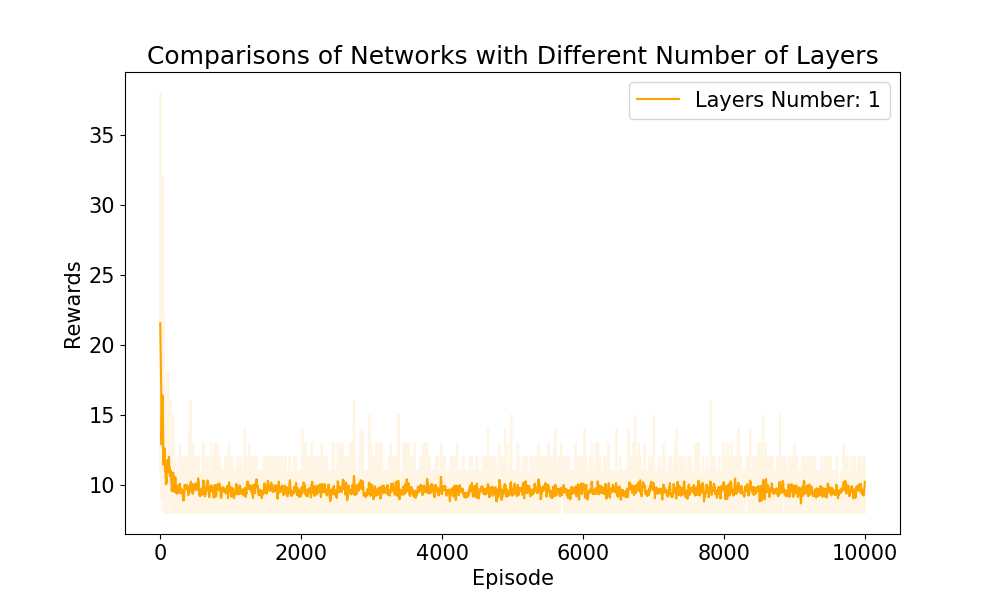 Comparisons of Networks with Different Number of Layers
Layers Number: 1
35
30
25
20
15
10
Rewards
0 2000 4000 6000 8000 10000
Episode